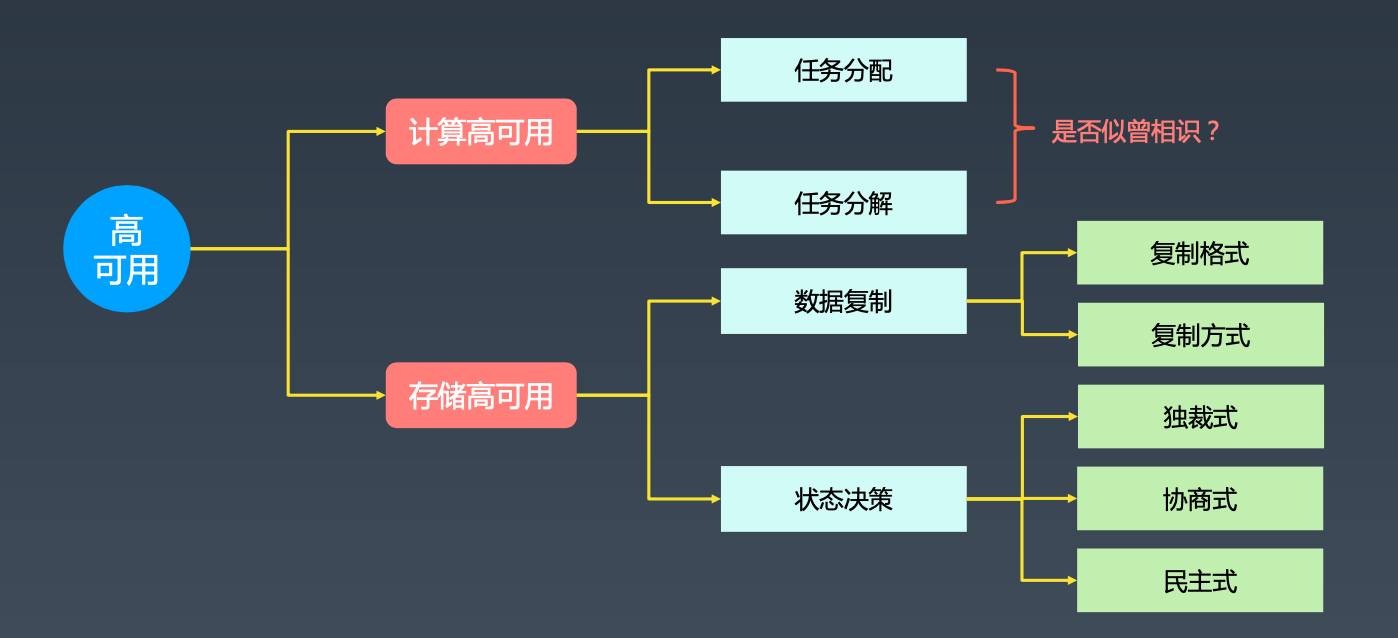 高
可用
计算高可用
任务分配
任务分解
是否似曾相识？
存储高可用
数据复制
复制格式
复制方式
状态决策
独裁式
协商式
民主式